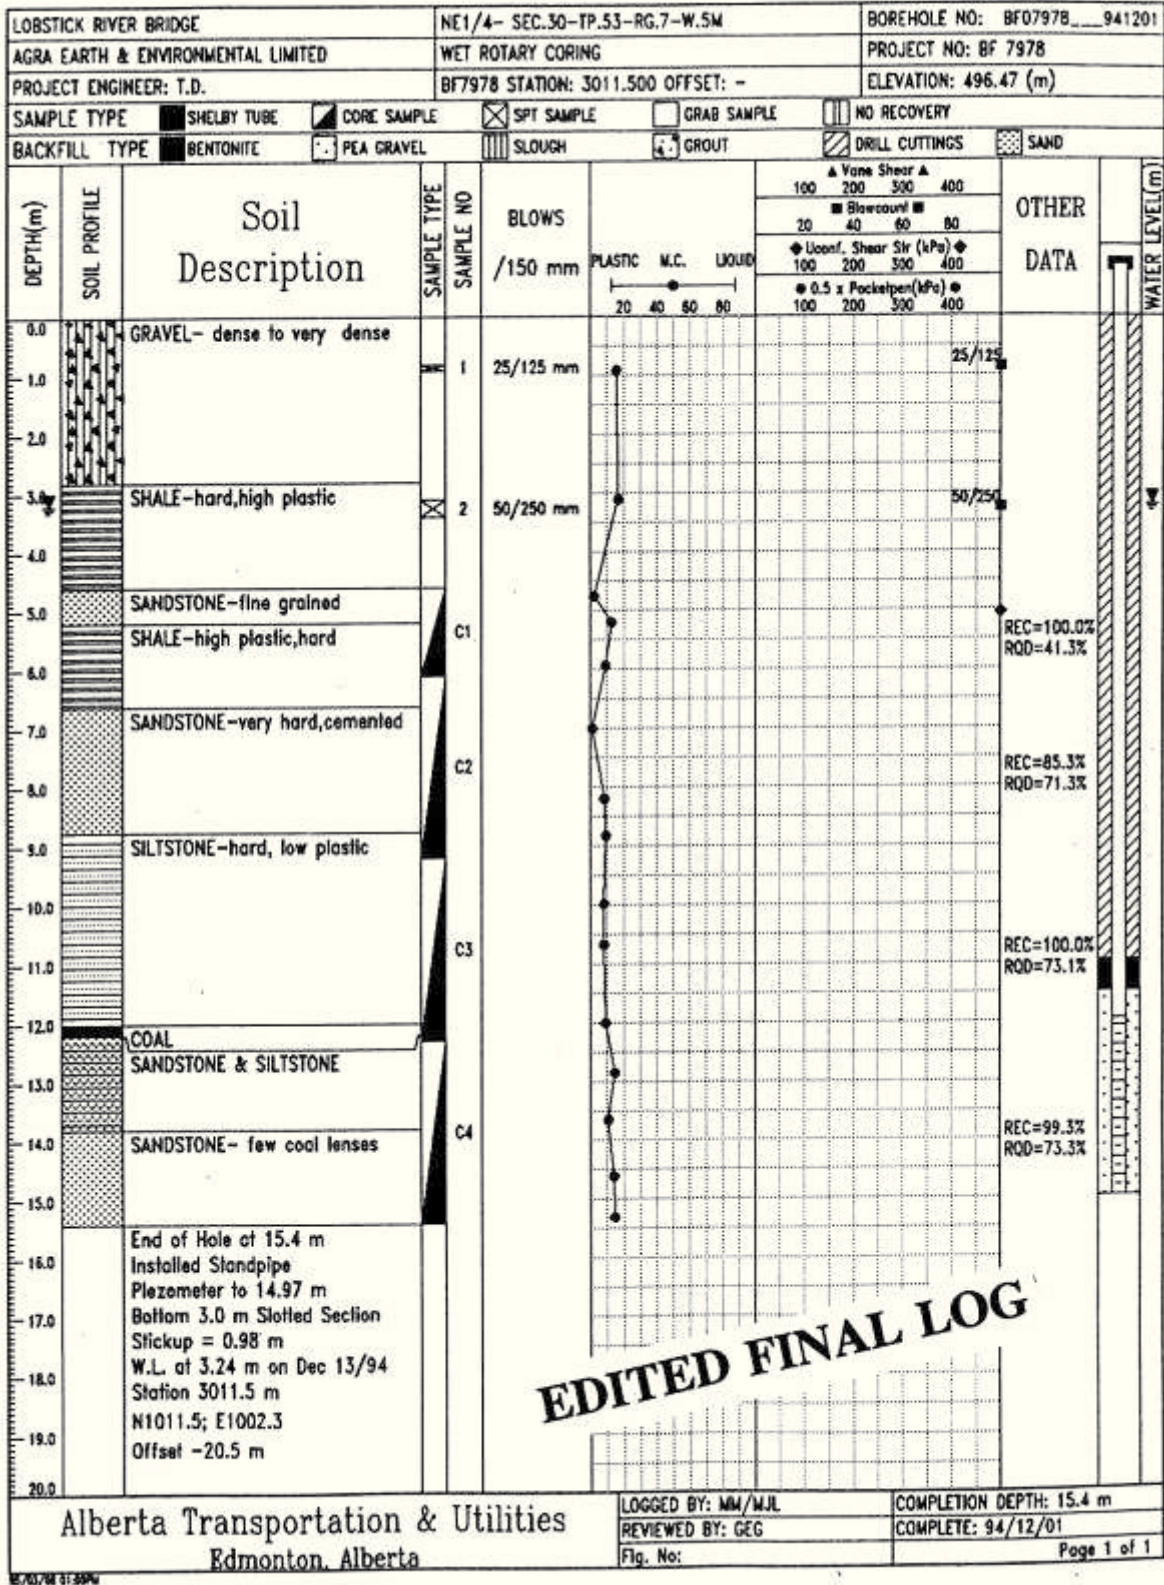 LOBSTICK RIVER BRIDGE NE1/4- SEC.30-TP.53-RG.7-W.5M BOREHOLE NO: BF07978___941201
AGRA EARTH & ENVIRONMENTAL LIMITED WET ROTARY CORING PROJECT NO: BF 7978
PROJECT ENGINEER: T.D. BF7978 STATION: 3011.500 OFFSET: - ELEVATION: 496.47 (m)
SAMPLE TYPE SHELBY TUBE CORE SAMPLE SPT SAMPLE GRAB SAMPLE NO RECOVERY
BACKFILL TYPE BENTONITE PEA GRAVEL SLOUGH GROUT DRILL CUTTINGS SAND
DEPTH(m)
SOIL PROFILE
Soil
Description
SAMPLE TYPE
SAMPLE NO
BLOWS
/150 mm
PLASTIC M.C. LIQUID
20 40 60 80
▲ Vane Shear ▲
100 200 300 400
■ Blowcount ■
20 40 60 80
◆ Uconf. Shear Str (kPa) ◆
100 200 300 400
● 0.5 x Pocketpen(kPa) ●
100 200 300 400
OTHER
DATA
WATER LEVEL(m)
0.0 GRAVEL- dense to very dense
1 25/125 mm 25/125
1.0
2.0
3.0 SHALE-hard,high plastic
2 50/250 mm 50/250
4.0
SANDSTONE-fine grained
5.0
SHALE-high plastic,hard C1 REC=100.0%
RQD=41.3%
6.0
SANDSTONE-very hard,cemented
7.0
C2 REC=85.3%
RQD=71.3%
8.0
9.0 SILTSTONE-hard, low plastic
10.0
C3 REC=100.0%
RQD=73.1%
11.0
12.0
COAL
SANDSTONE & SILTSTONE
13.0
C4 REC=99.3%
14.0 SANDSTONE- few coal lenses RQD=73.3%
15.0
End of Hole at 15.4 m
16.0 Installed Standpipe
Piezometer to 14.97 m
17.0 Bottom 3.0 m Slotted Section
Stickup = 0.98 m
18.0 W.L. at 3.24 m on Dec 13/94
Station 3011.5 m
N1011.5; E1002.3
19.0 Offset -20.5 m
20.0
EDITED FINAL LOG
Alberta Transportation & Utilities
Edmonton, Alberta
LOGGED BY: MM/MJL COMPLETION DEPTH: 15.4 m
REVIEWED BY: GEG COMPLETE: 94/12/01
Fig. No: Page 1 of 1